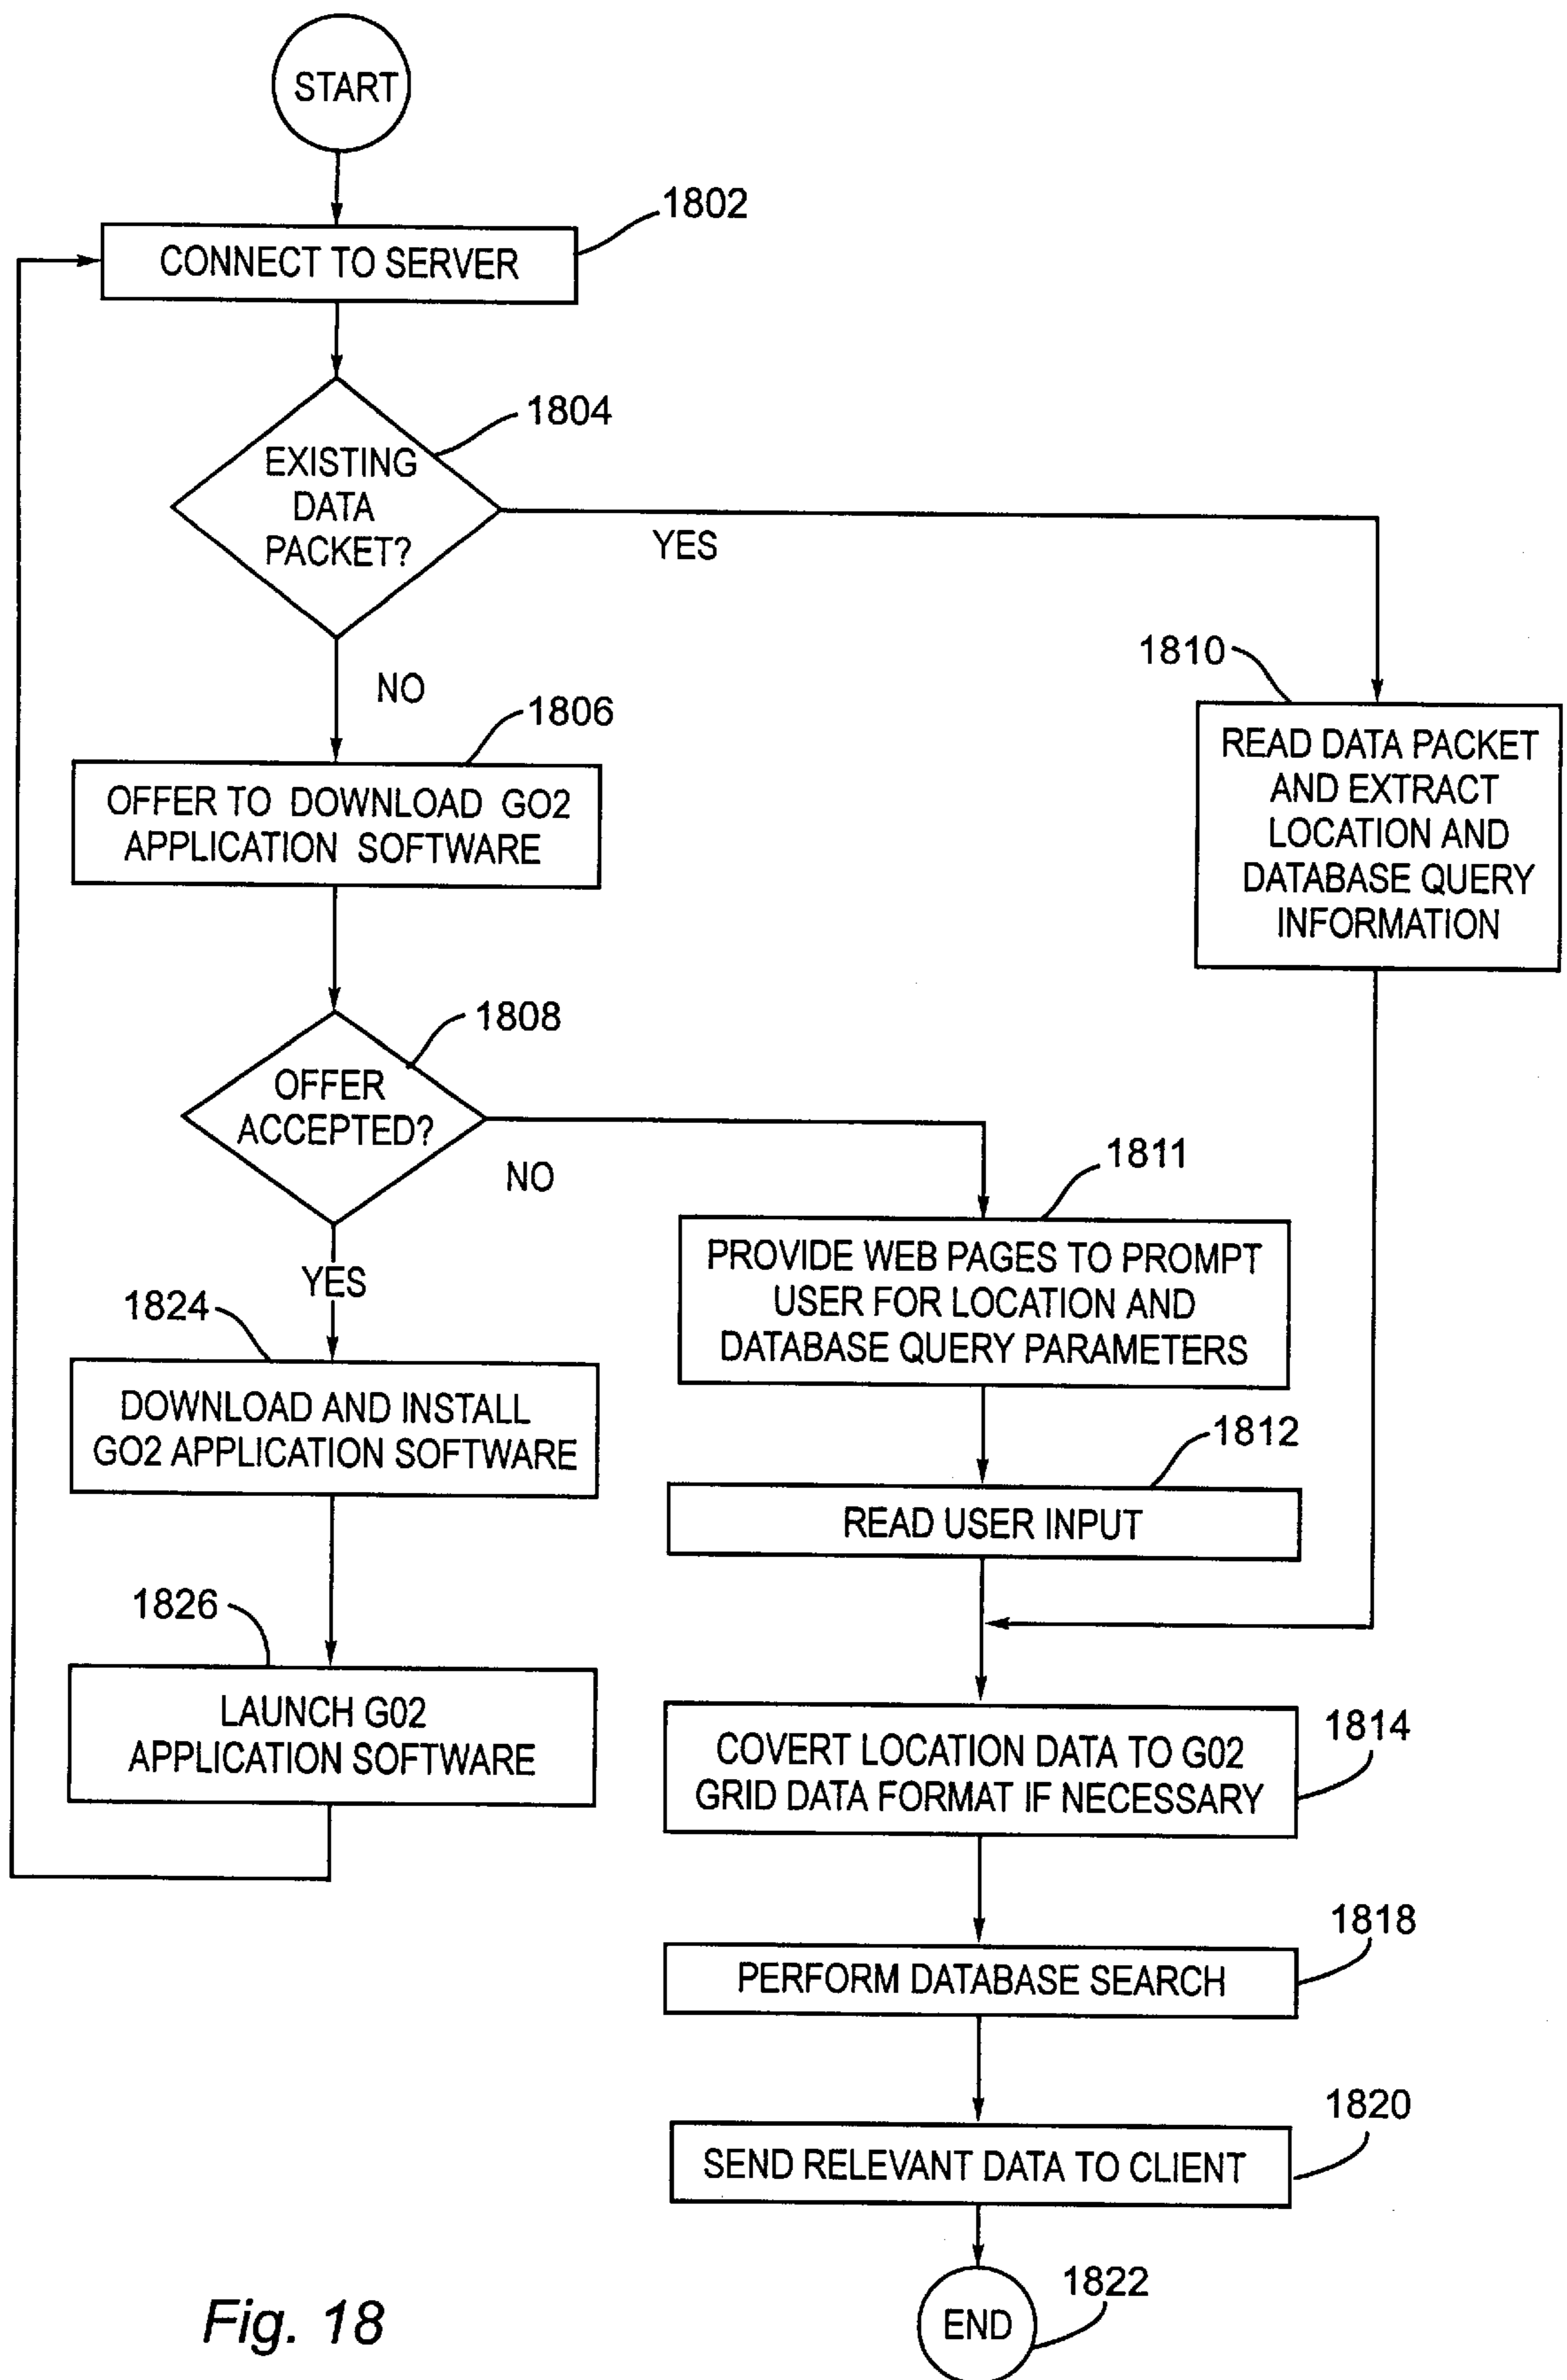 START
1802
CONNECT TO SERVER
1804
EXISTING
DATA
PACKET?
YES
NO
1806
OFFER TO DOWNLOAD GO2
APPLICATION SOFTWARE
1810
READ DATA PACKET
AND EXTRACT
LOCATION AND
DATABASE QUERY
INFORMATION
1808
OFFER
ACCEPTED?
NO
YES
1811
PROVIDE WEB PAGES TO PROMPT
USER FOR LOCATION AND
DATABASE QUERY PARAMETERS
1824
DOWNLOAD AND INSTALL
GO2 APPLICATION SOFTWARE
1812
READ USER INPUT
1826
LAUNCH G02
APPLICATION SOFTWARE
1814
COVERT LOCATION DATA TO G02
GRID DATA FORMAT IF NECESSARY
1818
PERFORM DATABASE SEARCH
1820
SEND RELEVANT DATA TO CLIENT
1822
END
Fig. 18